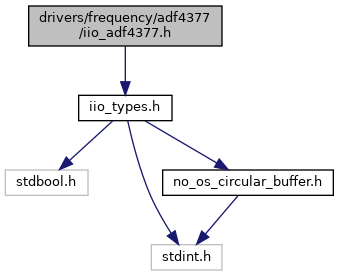 drivers/frequency/adf4377
/iio_adf4377.h
iio_types.h
stdbool.h
no_os_circular_buffer.h
stdint.h